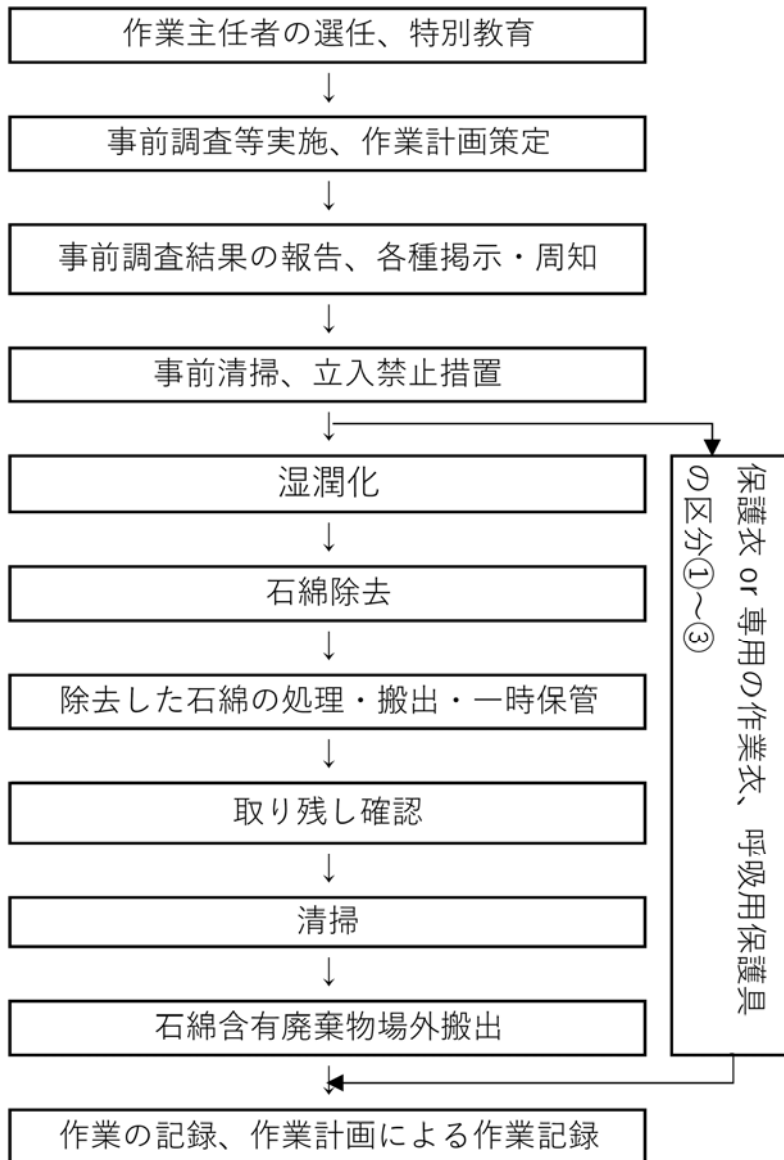 作業主任者の選任、特別教育
↓
事前調査等実施、作業計画策定
↓
事前調査結果の報告、各種掲示・周知
↓
事前清掃、立入禁止措置
↓
湿潤化
↓
石綿除去
↓
除去した石綿の処理・搬出・一時保管
↓
取り残し確認
↓
清掃
↓
石綿含有廃棄物場外搬出
↓
作業の記録、作業計画による作業記録
保護衣 or 専用の作業衣、呼吸用保護具
の区分①～③